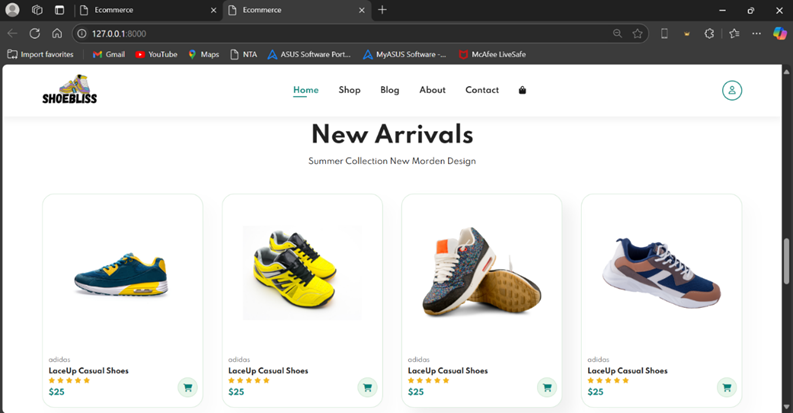 Ecommerce
Ecommerce
127.0.0.1:8000
Import favorites
Gmail
YouTube
Maps
NTA
ASUS Software Port...
MyASUS Software -...
McAfee LiveSafe
SHOEBLISS
Home
Shop
Blog
About
Contact
New Arrivals
Summer Collection New Morden Design
adidas
LaceUp Casual Shoes
$25
adidas
LaceUp Casual Shoes
$25
adidas
LaceUp Casual Shoes
$25
adidas
LaceUp Casual Shoes
$25